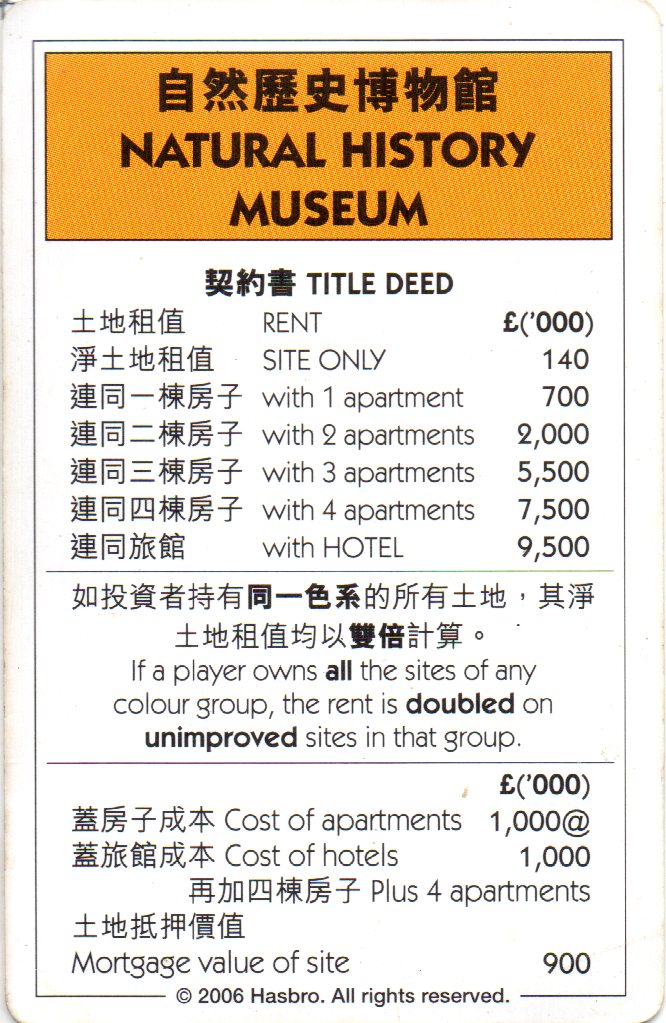 自然歷史博物館
NATURAL HISTORY
MUSEUM
契約書 TITLE DEED
土地租值 RENT £('000)
淨土地租值 SITE ONLY 140
連同一棟房子 with 1 apartment 700
連同二棟房子 with 2 apartments 2,000
連同三棟房子 with 3 apartments 5,500
連同四棟房子 with 4 apartments 7,500
連同旅館 with HOTEL 9,500
如投資者持有同一色系的所有土地，其淨
土地租值均以雙倍計算。
If a player owns all the sites of any
colour group, the rent is doubled on
unimproved sites in that group.
£('000)
蓋房子成本 Cost of apartments 1,000@
蓋旅館成本 Cost of hotels 1,000
再加四棟房子 Plus 4 apartments
土地抵押價值
Mortgage value of site 900
© 2006 Hasbro. All rights reserved.